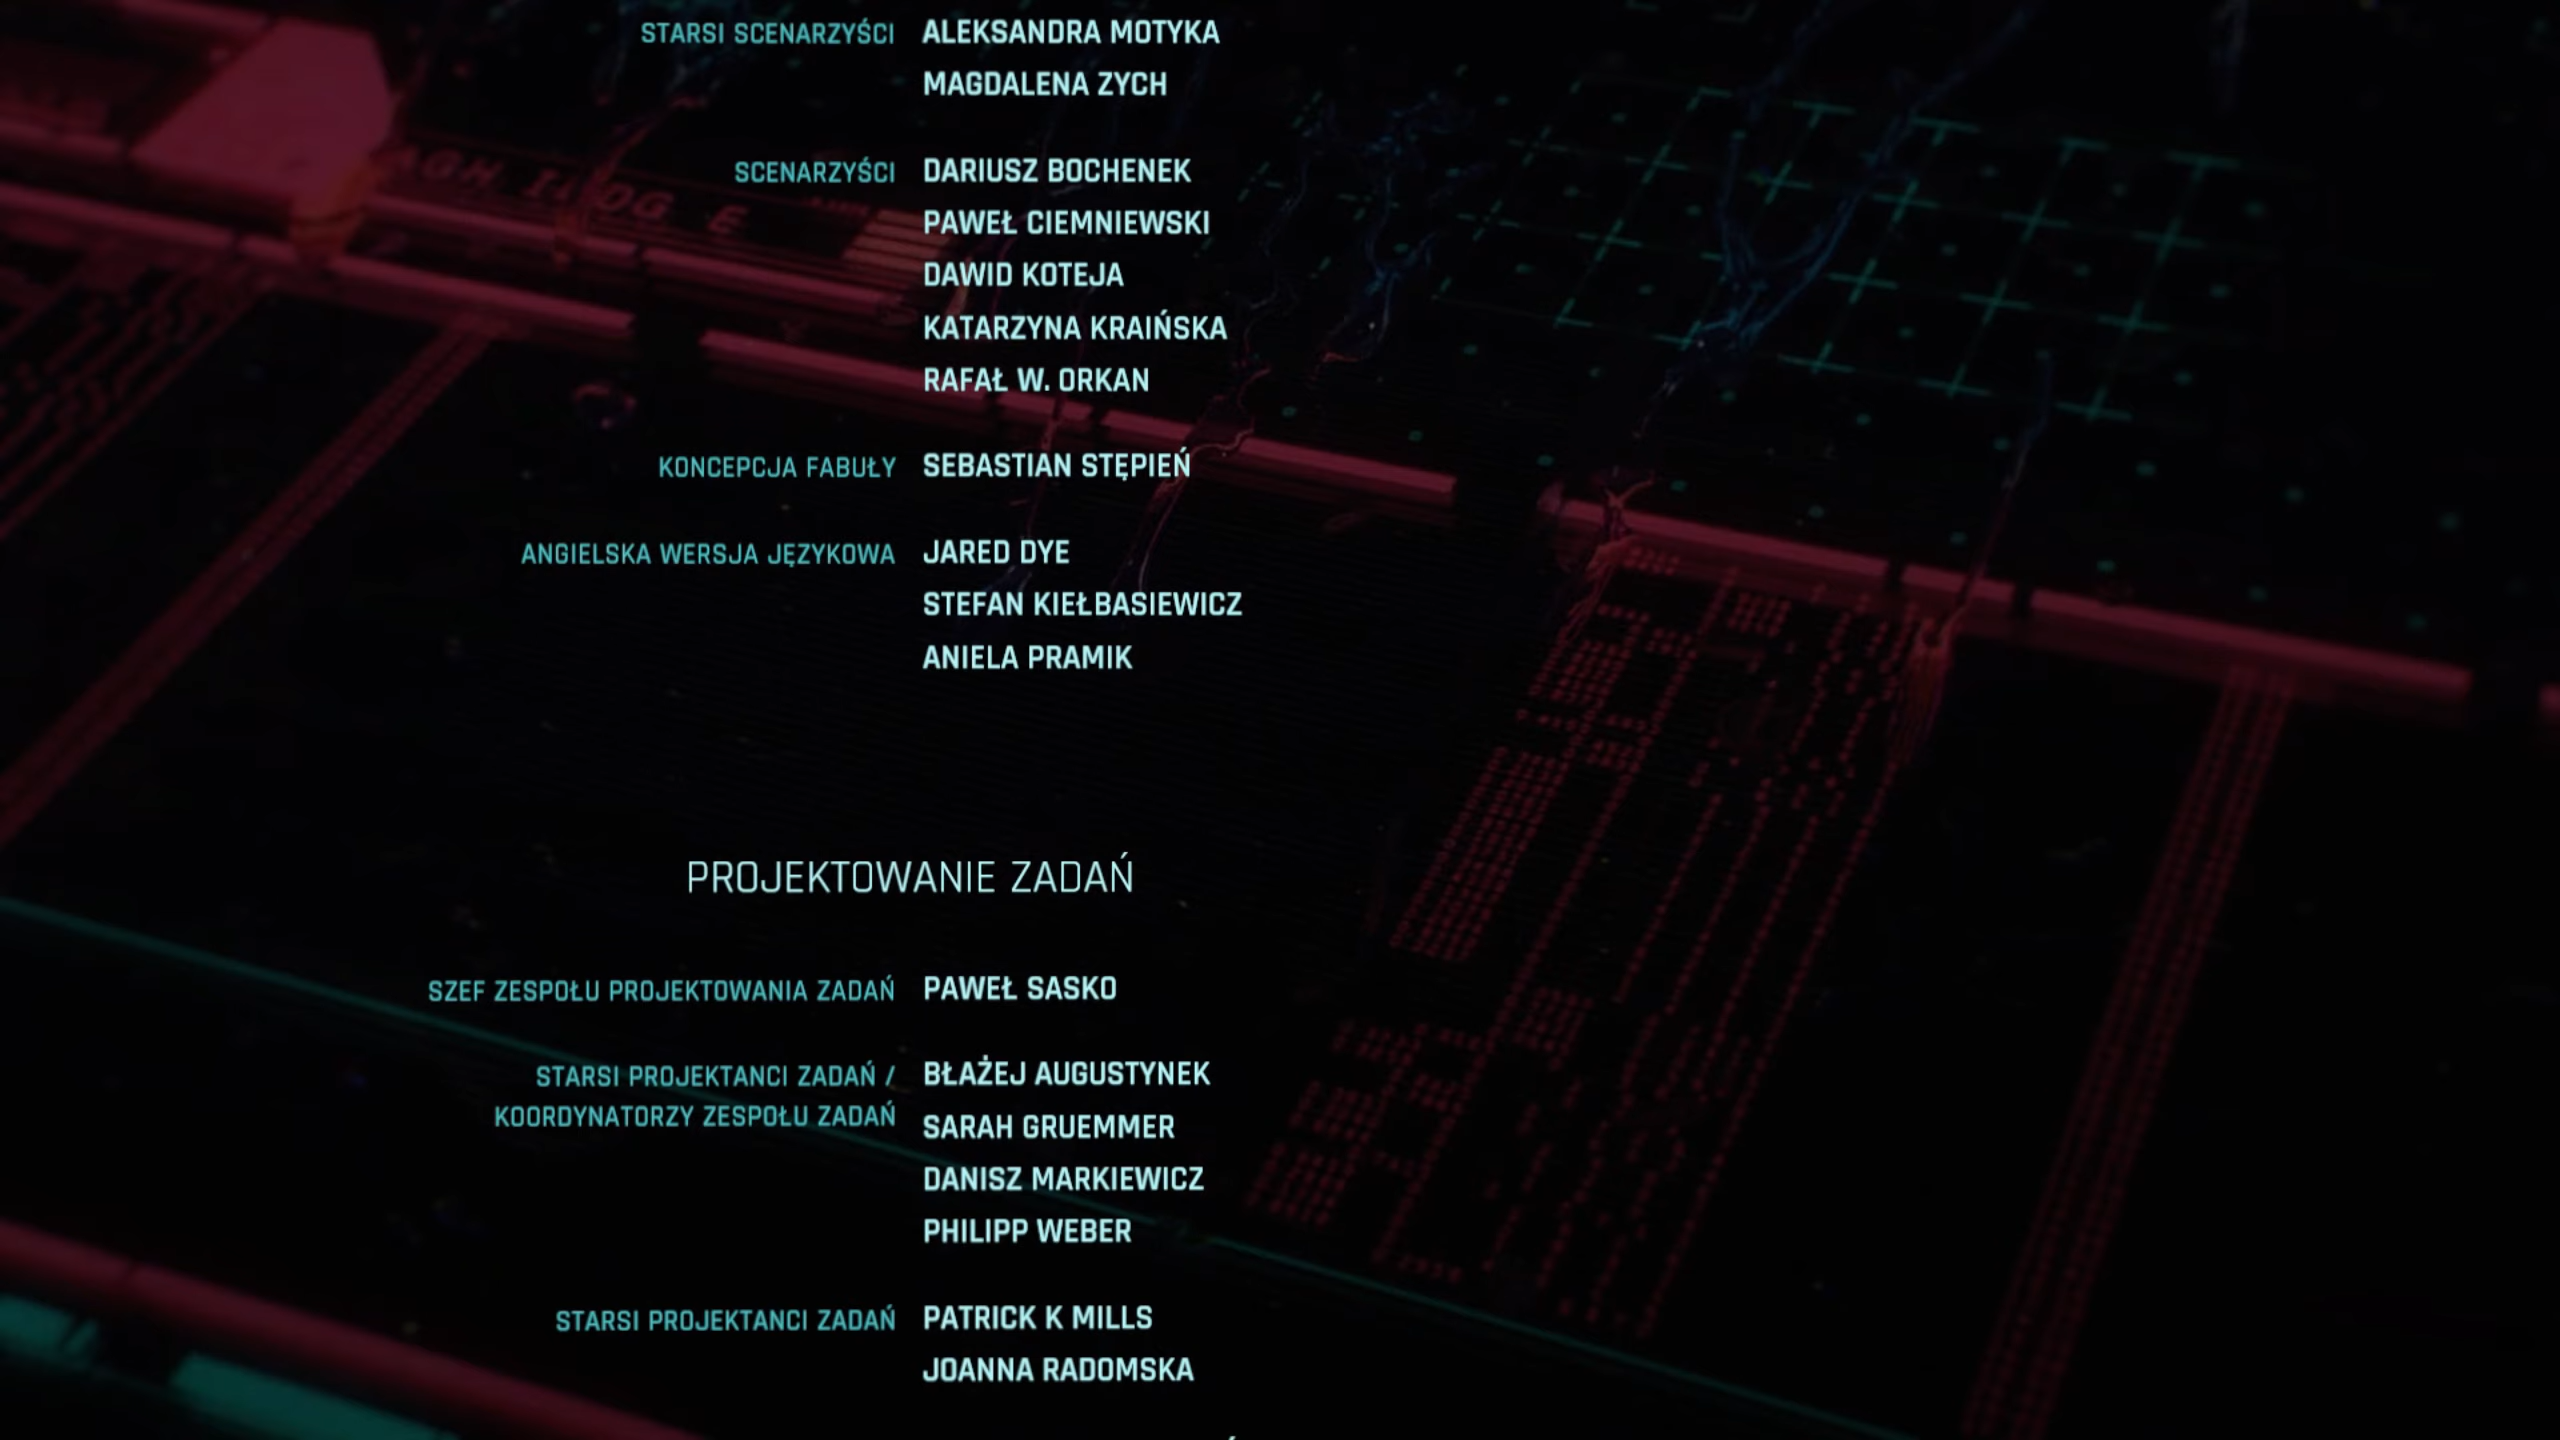 STARSI SCENARZYŚCI ALEKSANDRA MOTYKA
MAGDALENA ZYCH
SCENARZYŚCI DARIUSZ BOCHENEK
PAWEŁ CIEMNIEWSKI
DAWID KOTEJA
KATARZYNA KRAIŃSKA
RAFAŁ W. ORKAN
KONCEPCJA FABUŁY SEBASTIAN STĘPIEŃ
ANGIELSKA WERSJA JĘZYKOWA JARED DYE
STEFAN KIEŁBASIEWICZ
ANIELA PRAMIK
PROJEKTOWANIE ZADAŃ
SZEF ZESPOŁU PROJEKTOWANIA ZADAŃ PAWEŁ SASKO
STARSI PROJEKTANCI ZADAŃ / BŁAŻEJ AUGUSTYNEK
KOORDYNATORZY ZESPOŁU ZADAŃ SARAH GRUEMMER
DANISZ MARKIEWICZ
PHILIPP WEBER
STARSI PROJEKTANCI ZADAŃ PATRICK K MILLS
JOANNA RADOMSKA